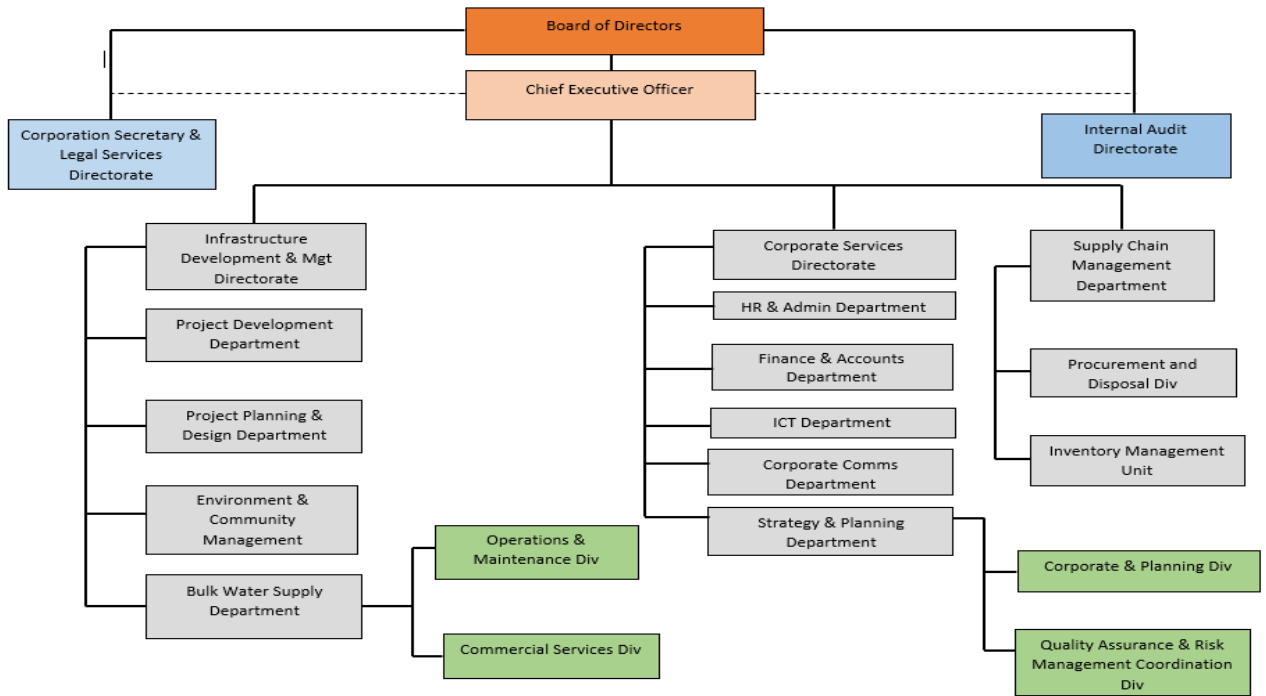 Board of Directors
Chief Executive Officer
Corporation Secretary &
Legal Services
Directorate
Internal Audit
Directorate
Infrastructure
Development & Mgt
Directorate
Project Development
Department
Project Planning &
Design Department
Environment &
Community
Management
Bulk Water Supply
Department
Operations &
Maintenance Div
Commercial Services Div
Corporate Services
Directorate
HR & Admin Department
Finance & Accounts
Department
ICT Department
Corporate Comms
Department
Strategy & Planning
Department
Corporate & Planning Div
Quality Assurance & Risk
Management Coordination
Div
Supply Chain
Management
Department
Procurement and
Disposal Div
Inventory Management
Unit